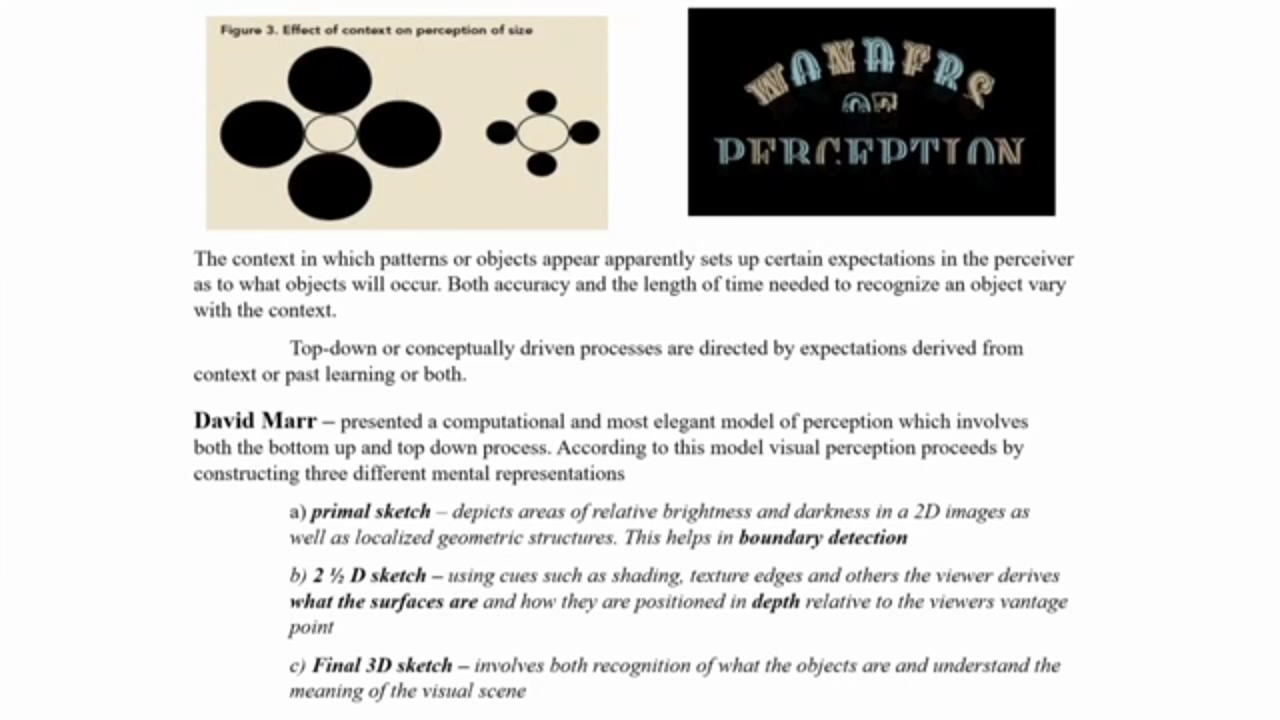 Figure 3. Effect of context on perception of size
WONDERS
OF
PERCEPTION
The context in which patterns or objects appear apparently sets up certain expectations in the perceiver
as to what objects will occur. Both accuracy and the length of time needed to recognize an object vary
with the context.
Top-down or conceptually driven processes are directed by expectations derived from
context or past learning or both.
David Marr – presented a computational and most elegant model of perception which involves
both the bottom up and top down process. According to this model visual perception proceeds by
constructing three different mental representations
a) primal sketch – depicts areas of relative brightness and darkness in a 2D images as
well as localized geometric structures. This helps in boundary detection
b) 2 ½ D sketch – using cues such as shading, texture edges and others the viewer derives
what the surfaces are and how they are positioned in depth relative to the viewers vantage
point
c) Final 3D sketch – involves both recognition of what the objects are and understand the
meaning of the visual scene